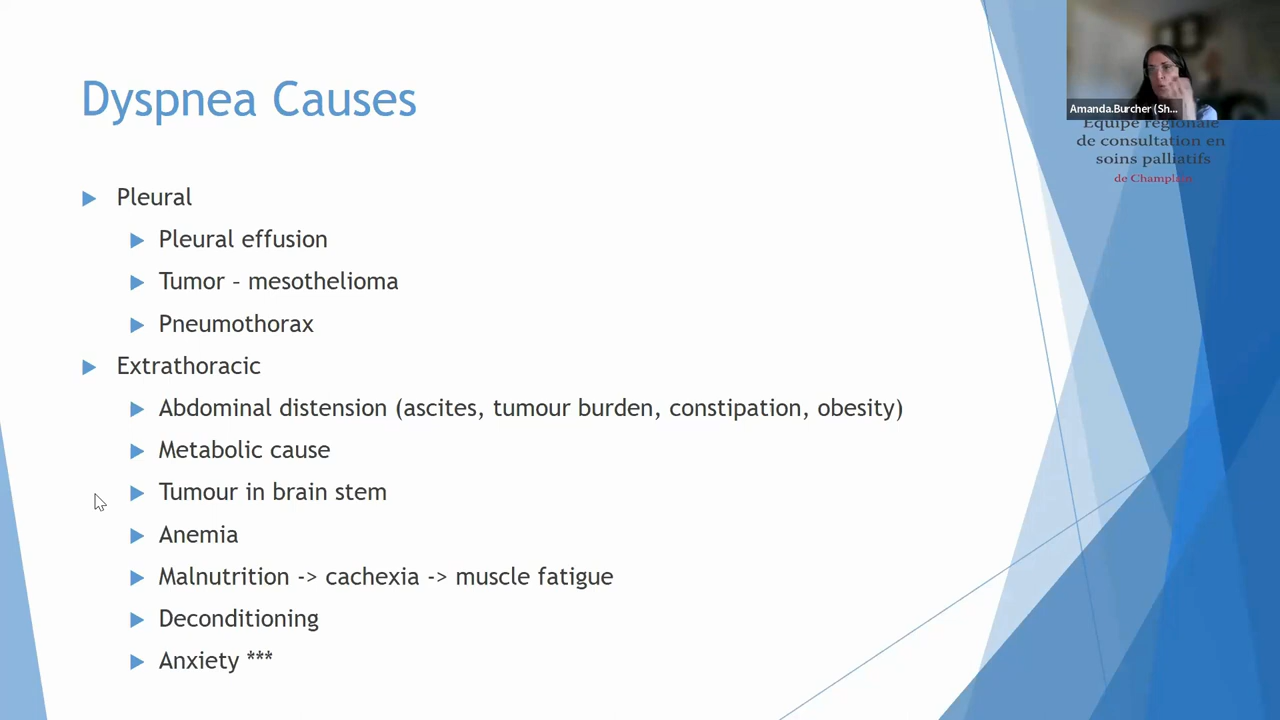 Dyspnea Causes
Amanda.Burcher (Sh...
Équipe régionale
de consultation en
soins palliatifs
de Champlain
Pleural
Pleural effusion
Tumor – mesothelioma
Pneumothorax
Extrathoracic
Abdominal distension (ascites, tumour burden, constipation, obesity)
Metabolic cause
Tumour in brain stem
Anemia
Malnutrition -> cachexia -> muscle fatigue
Deconditioning
Anxiety ***